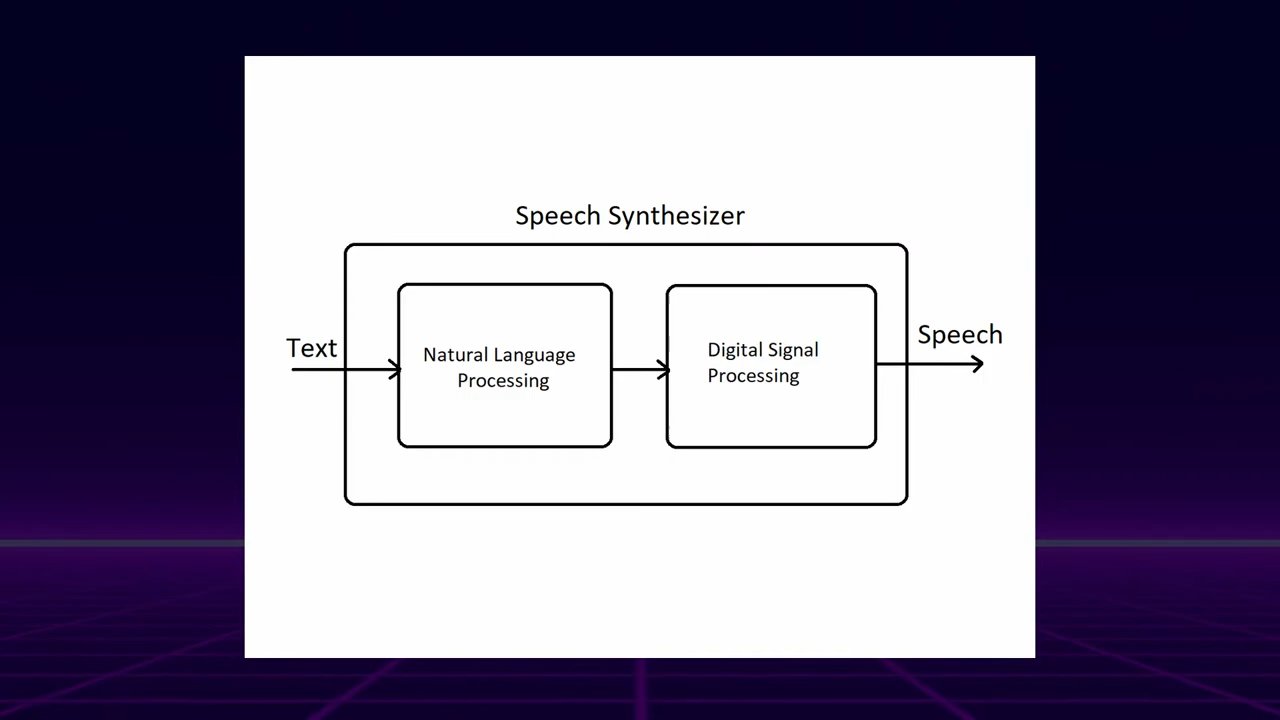 Speech Synthesizer
Text
Natural Language
Processing
Digital Signal
Processing
Speech